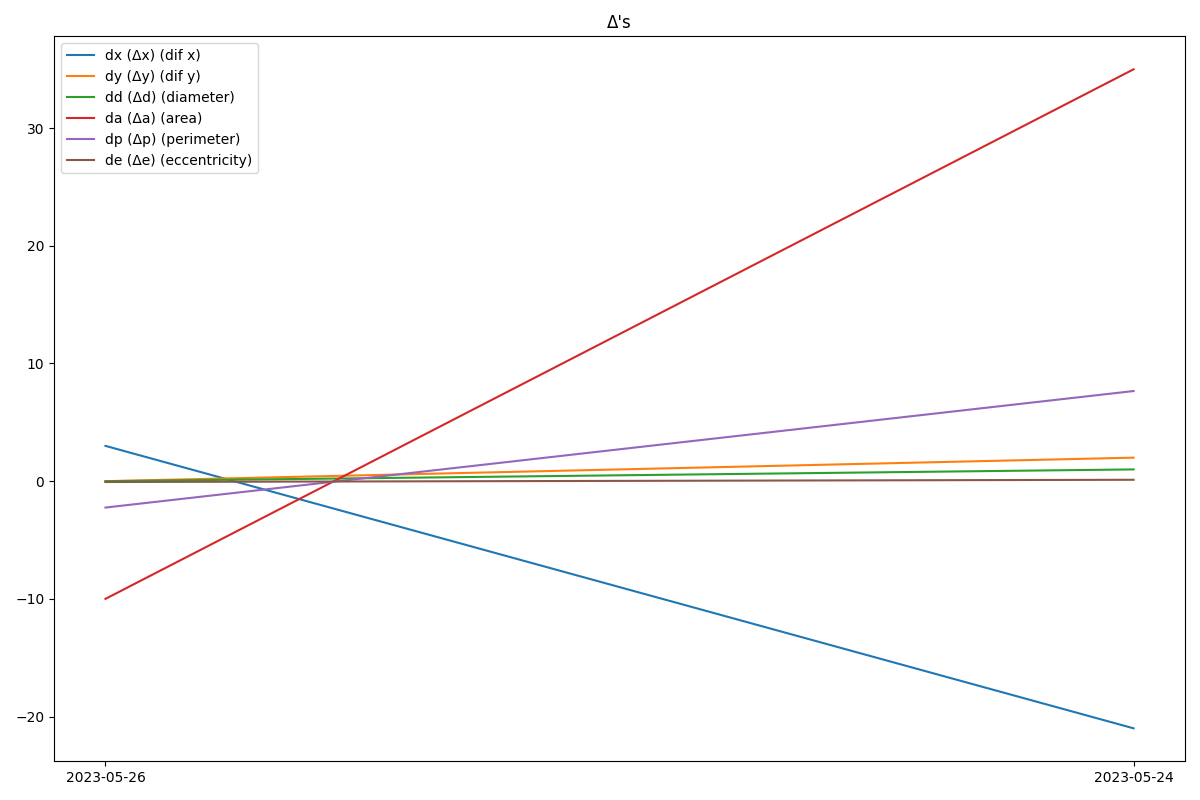 Δ's
dx (Δx) (dif x)
dy (Δy) (dif y)
dd (Δd) (diameter)
da (Δa) (area)
dp (Δp) (perimeter)
de (Δe) (eccentricity)
30
20
10
0
−10
−20
2023-05-26
2023-05-24